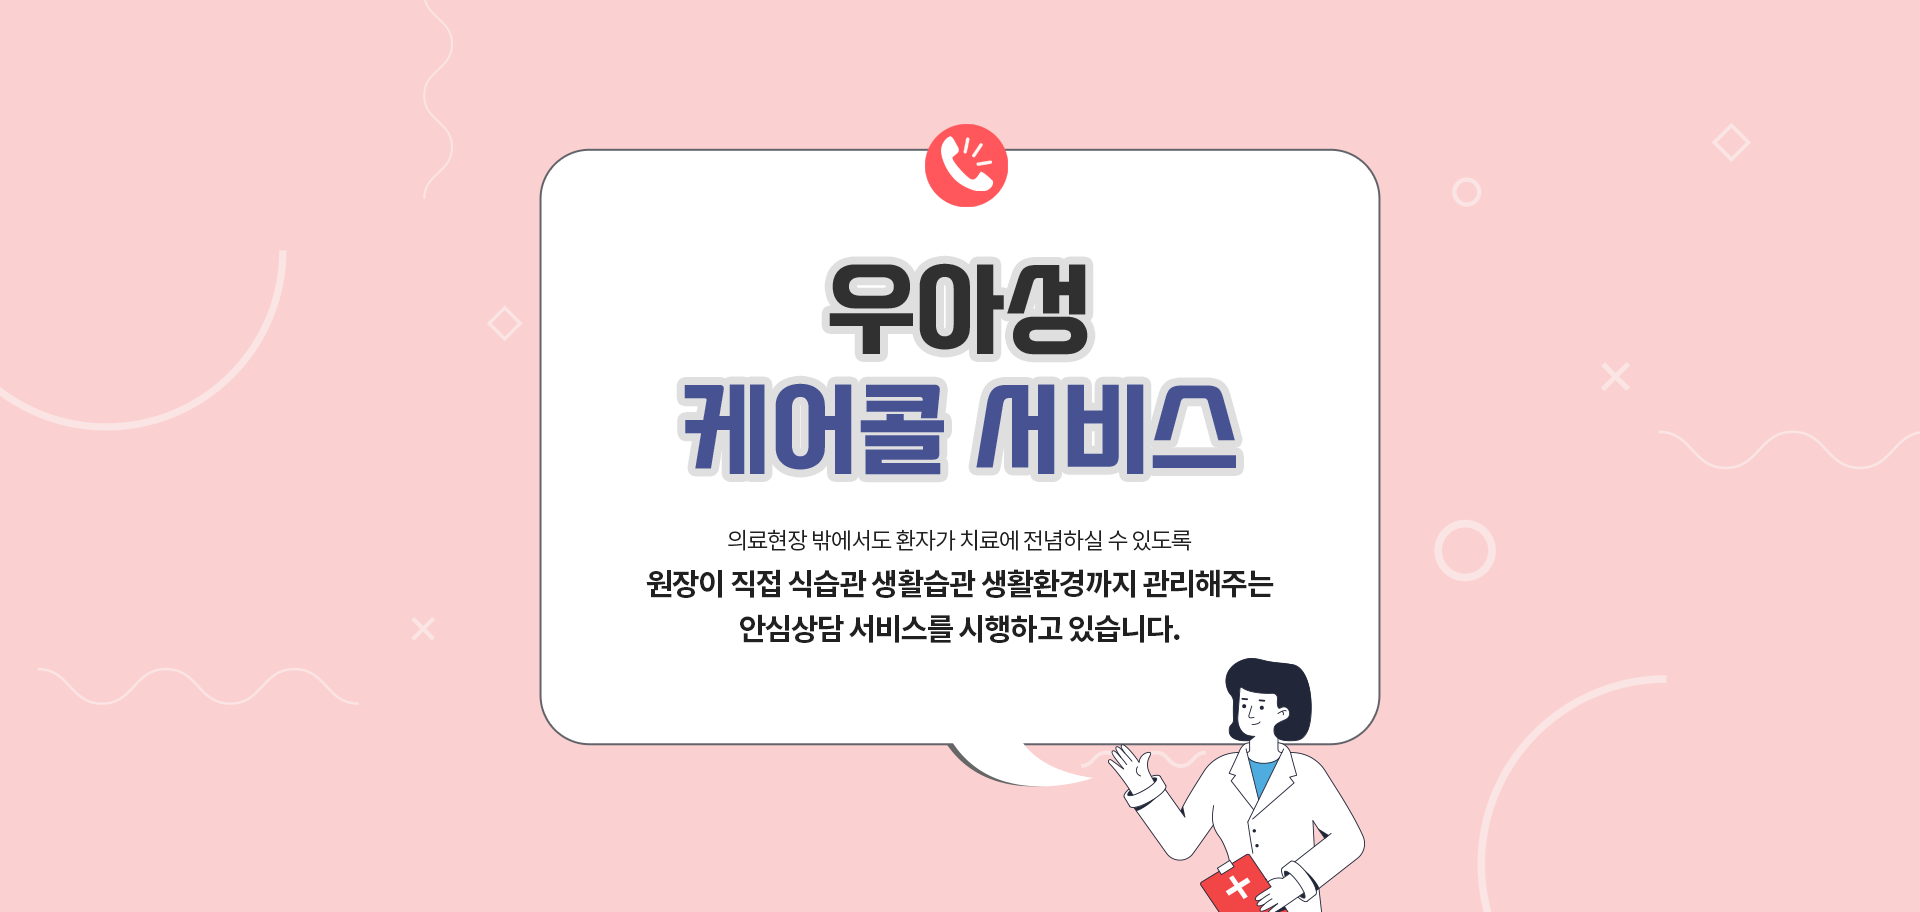 우아성
케어콜 서비스
의료현장 밖에서도 환자가 치료에 전념하실 수 있도록
원장이 직접 식습관 생활습관 생활환경까지 관리해주는
안심상담 서비스를 시행하고 있습니다.